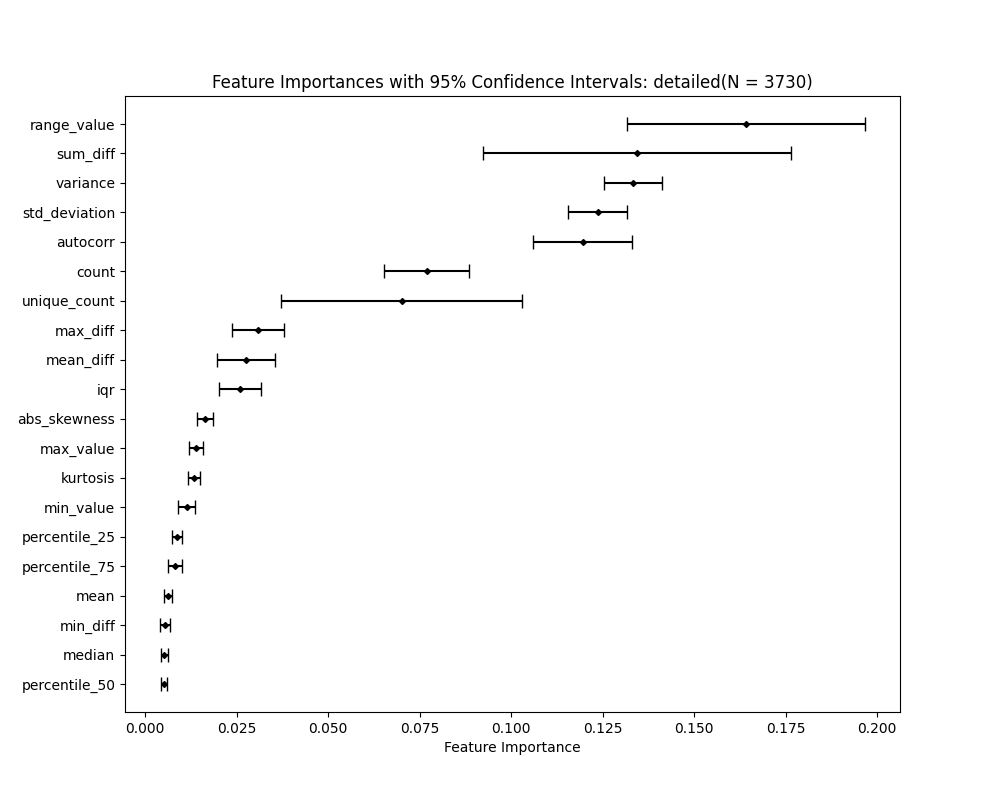 Feature Importances with 95% Confidence Intervals: detailed(N = 3730)
range_value
sum_diff
variance
std_deviation
autocorr
count
unique_count
max_diff
mean_diff
iqr
abs_skewness
max_value
kurtosis
min_value
percentile_25
percentile_75
mean
min_diff
median
percentile_50
0.000 0.025 0.050 0.075 0.100 0.125 0.150 0.175 0.200
Feature Importance